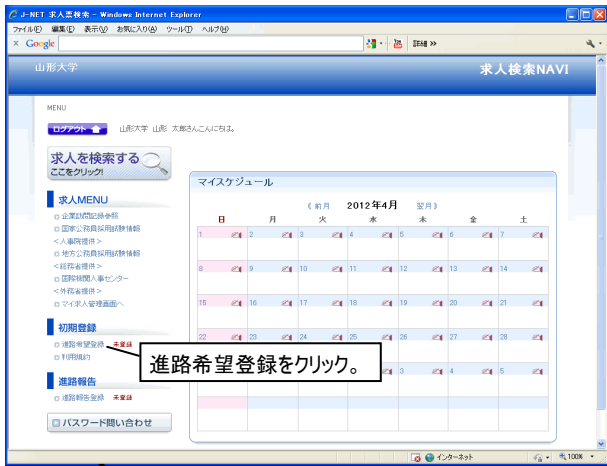 J-NET 求人票検索 - Windows Internet Explorer
ファイル(F) 編集(E) 表示(V) お気に入り(A) ツール(T) ヘルプ(H)
× Google 詳細 >>
山形大学 求人検索NAVI
MENU
ログアウト 山形大学 山形 太郎さんこんにちは。
求人を検索する
ここをクリック!
求人MENU
企業訪問記録参照
国家公務員採用試験情報
<人事院提供>
地方公務員採用試験情報
<総務省提供>
国際機関人事センター
<外務省提供>
マイ求人管理画面へ
初期登録
進路希望登録 未登録
利用規約
進路報告
進路報告登録 未登録
パスワード問い合わせ
マイスケジュール
《前月 2012年4月 翌月》
日 月 火 水 木 金 土
1 2 3 4 5 6 7
8 9 10 11 12 13 14
15 16 17 18 19 20 21
22 23 24 25 26 27 28
3 4 5
進路希望登録をクリック。
インターネット 100%